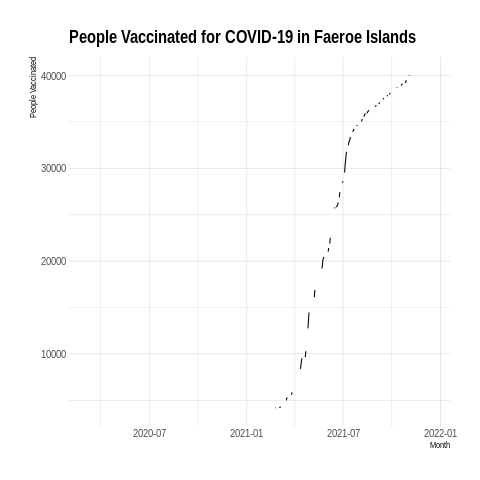 People Vaccinated for COVID-19 in Faeroe Islands
People Vaccinated
40000
30000
20000
10000
2020-07 2021-01 2021-07 2022-01
Month